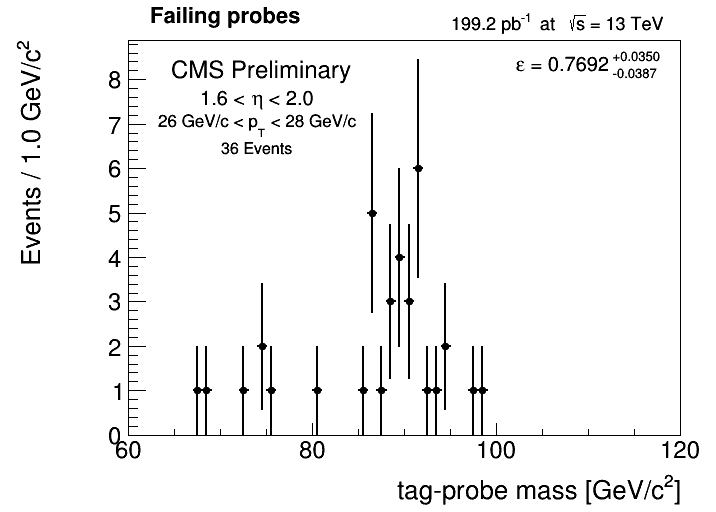 Failing probes
199.2 pb⁻¹ at √s = 13 TeV
CMS Preliminary
1.6 < η < 2.0
26 GeV/c < p_T < 28 GeV/c
36 Events
ε = 0.7692 +0.0350 -0.0387
Events / 1.0 GeV/c²
8
7
6
5
4
3
2
1
0
60 80 100 120
tag-probe mass [GeV/c²]